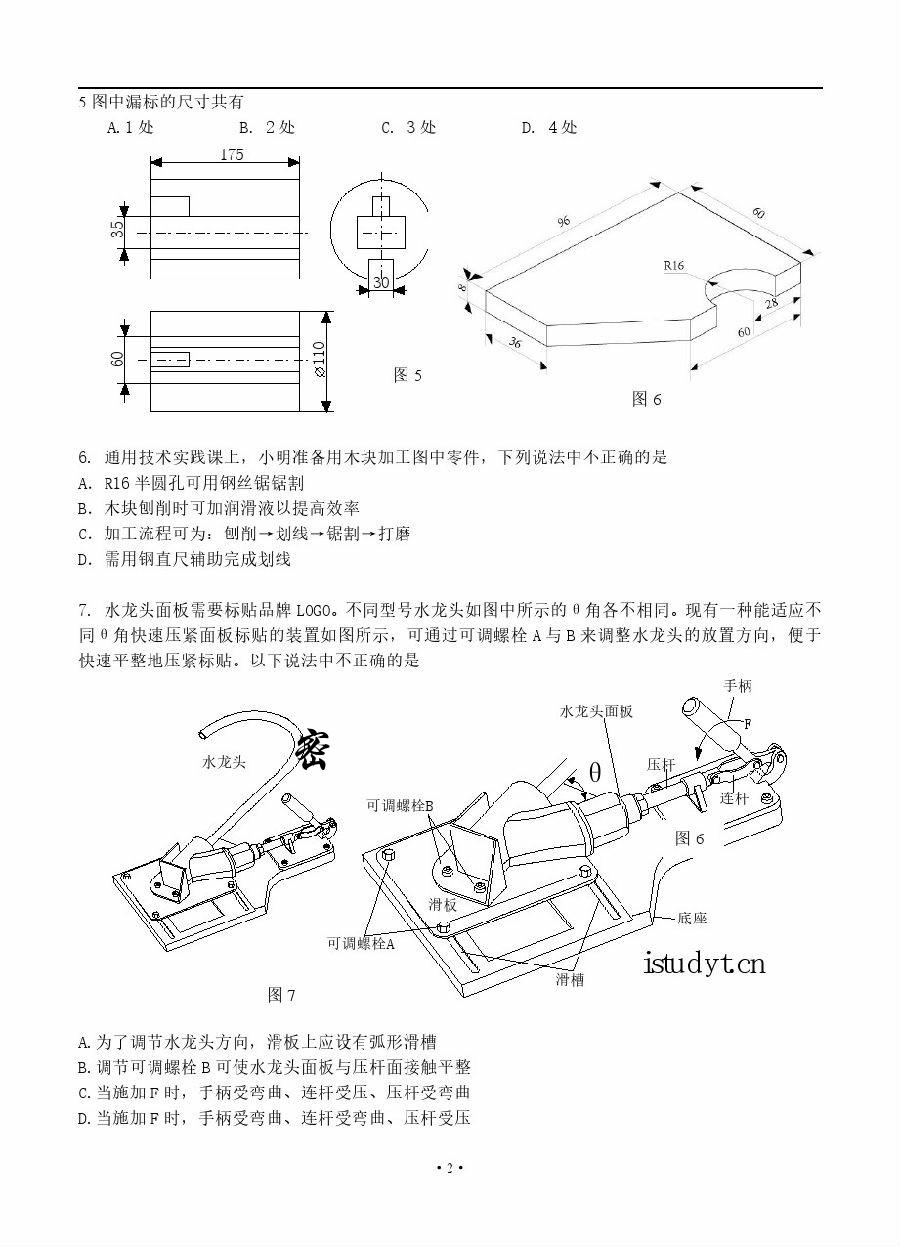 5 图中漏标的尺寸共有
A.1 处 B. 2 处 C. 3 处 D. 4 处
175
35
30
60
⌀110
图 5
96
60
R16
8
36
28
60
图 6
6. 通用技术实践课上，小明准备用木块加工图中零件，下列说法中不正确的是
A. R16 半圆孔可用钢丝锯锯割
B. 木块刨削时可加润滑液以提高效率
C. 加工流程可为：刨削→划线→锯割→打磨
D. 需用钢直尺辅助完成划线
7. 水龙头面板需要标贴品牌 LOGO。不同型号水龙头如图中所示的 θ 角各不相同。现有一种能适应不
同 θ 角快速压紧面板标贴的装置如图所示，可通过可调螺栓 A 与 B 来调整水龙头的放置方向，便于
快速平整地压紧标贴．以下说法中不正确的是
手柄
水龙头面板
F
水龙头
密
θ
压杆
连杆
可调螺栓B
图 6
滑板
底座
可调螺栓A
istudyt.cn
滑槽
图 7
A.为了调节水龙头方向，滑板上应设有弧形滑槽
B.调节可调螺栓 B 可使水龙头面板与压杆面接触平整
C.当施加 F 时，手柄受弯曲、连杆受压、压杆受弯曲
D.当施加 F 时，手柄受弯曲、连杆受弯曲、压杆受压
·2·